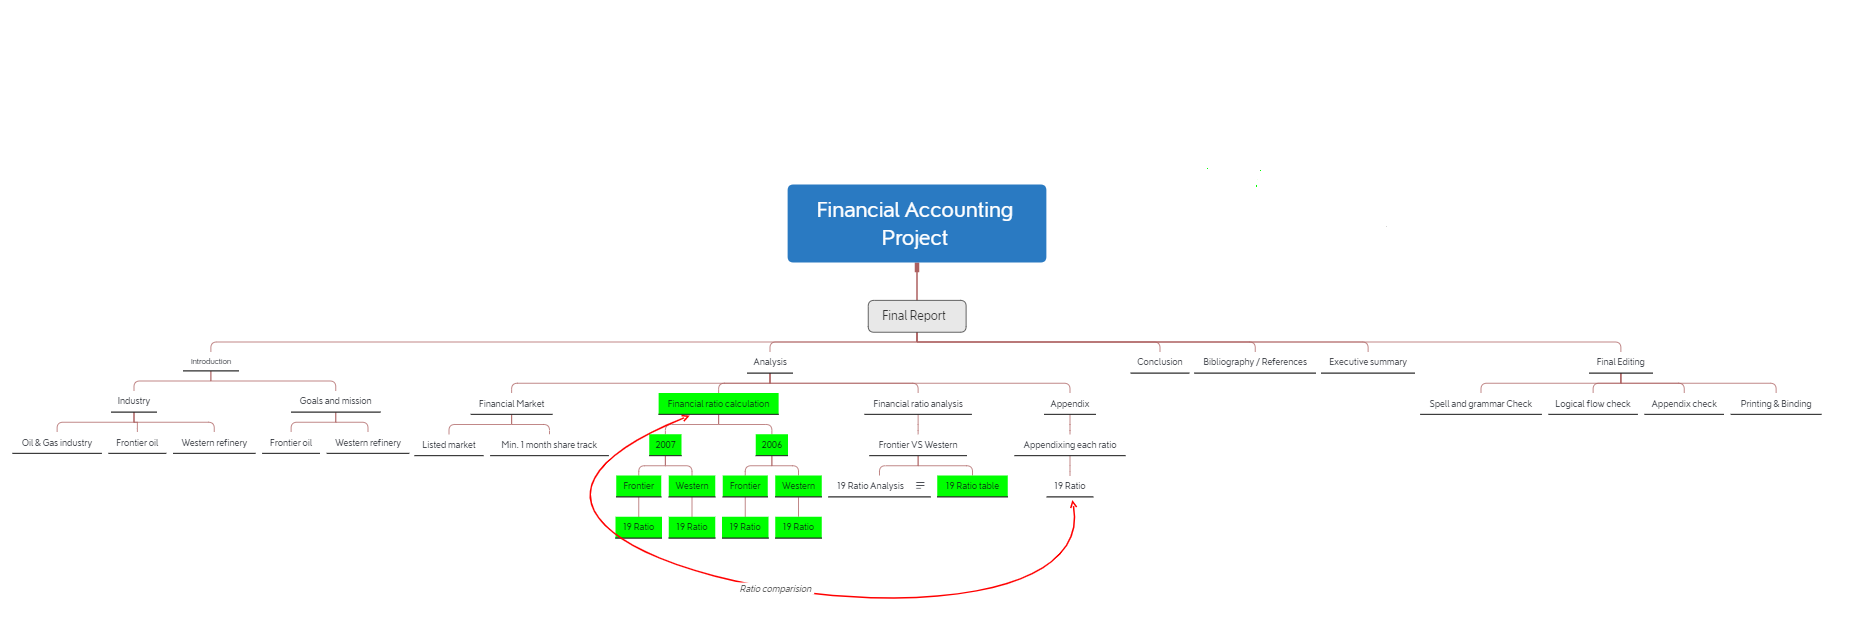 Financial Accounting
Project
Final Report
Introduction
Analysis
Conclusion
Bibliography / References
Executive summary
Final Editing
Industry
Goals and mission
Financial Market
Financial ratio calculation
Financial ratio analysis
Appendix
Spell and grammar Check
Logical flow check
Appendix check
Printing & Binding
Oil & Gas industry
Frontier oil
Western refinery
Frontier oil
Western refinery
Listed market
Min. 1 month share track
2007
2006
Frontier VS Western
Appendixing each ratio
Frontier
Western
Frontier
Western
19 Ratio Analysis
19 Ratio table
19 Ratio
19 Ratio
19 Ratio
19 Ratio
19 Ratio
Ratio comparision